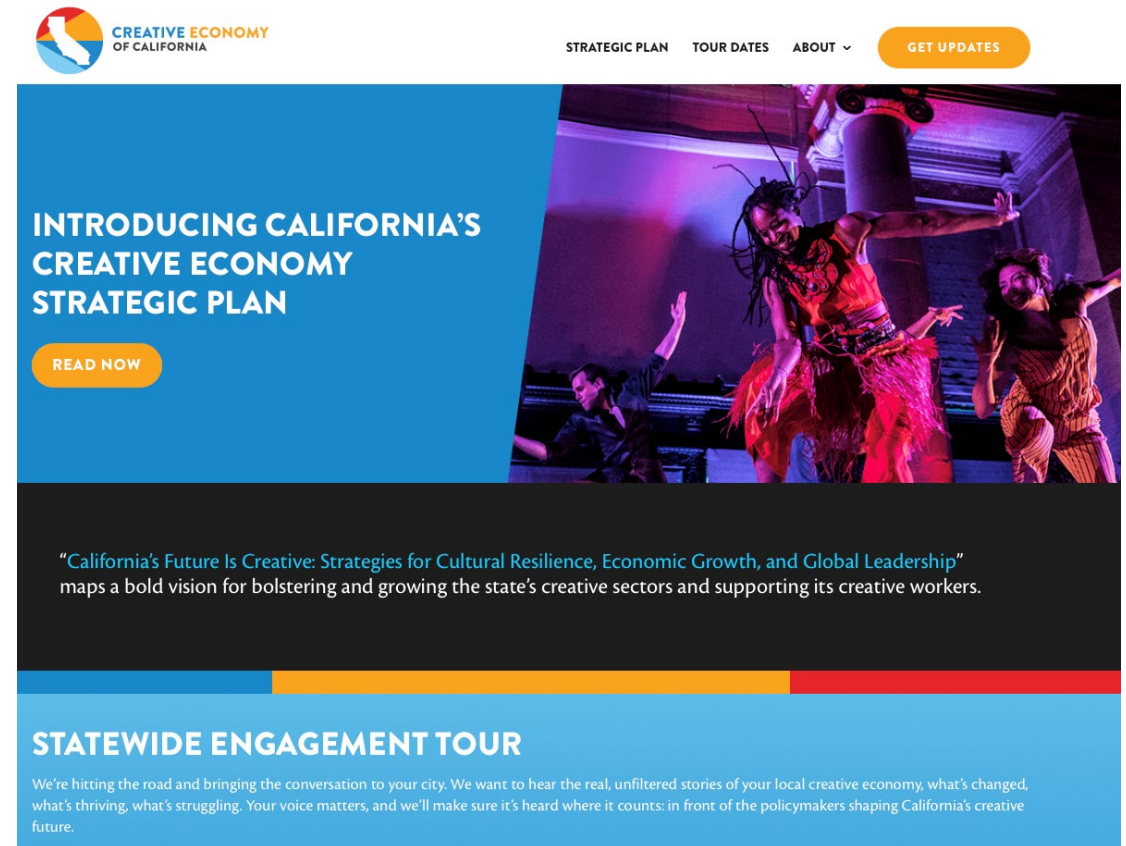 CREATIVE ECONOMY
OF CALIFORNIA
STRATEGIC PLAN
TOUR DATES
ABOUT
GET UPDATES
INTRODUCING CALIFORNIA’S
CREATIVE ECONOMY
STRATEGIC PLAN
READ NOW
“California’s Future Is Creative: Strategies for Cultural Resilience, Economic Growth, and Global Leadership”
maps a bold vision for bolstering and growing the state’s creative sectors and supporting its creative workers.
STATEWIDE ENGAGEMENT TOUR
We’re hitting the road and bringing the conversation to your city. We want to hear the real, unfiltered stories of your local creative economy, what’s changed,
what’s thriving, what’s struggling. Your voice matters, and we’ll make sure it’s heard where it counts: in front of the policymakers shaping California’s creative
future.